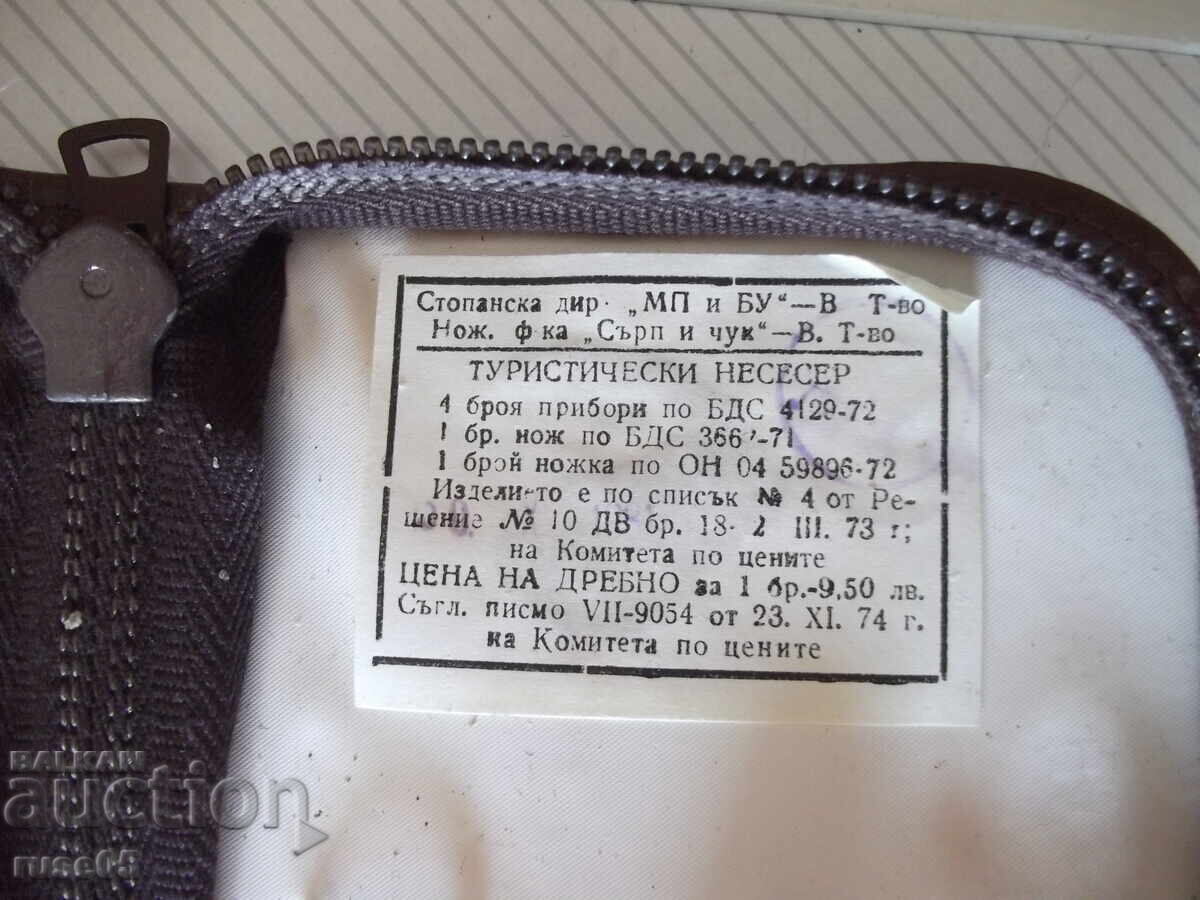 Стопанска дир. „МП и БУ“—В Т-во
Нож. ф-ка „Сърп и чук“—В. Т-во
ТУРИСТИЧЕСКИ НЕСЕСЕР
4 броя прибори по БДС 4129-72
1 бр. нож по БДС
1 брой ножка по ОН 04 59896-72
Изделието е по списък № 4 от Ре-
шение № 10 ДВ бр. 18- 2 III. 73 г;
на Комитета по цените
ЦЕНА НА ДРЕБНО за 1 бр.-9,50 лв.
Съгл. писмо VII-9054 от 23. XI. 74 г.
на Комитета по цените
BALKAN
auction
ruse05